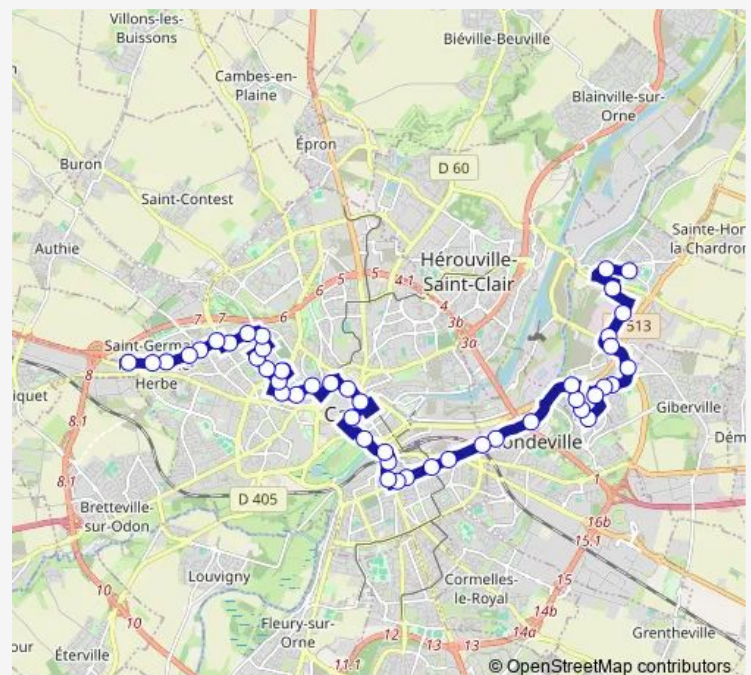 Villons-les-
Buissons
Biéville-Beuville
Cambes-en-
Plaine
Blainville-sur-
Orne
Épron
Buron
D 60
Saint-Contest
Authie
Sainte-Hon
la Chardron
Hérouville-
Saint-Clair
5
5
4.1
6
4
3b
3a
7
7
6
513
Saint-Germa
8
Herbe
iquet
Giberville
8.1
C
ondeville
Dém
8.1
D 405
1
Bretteville-
sur-Odon
16b
15.1
Louvigny
Cormelles-
le-Royal
15
10
10
14b
Fleury-sur-
Orne
Grentheville
our
Éterville
12
13
13
14a
11.1
© OpenStreetMap contributors